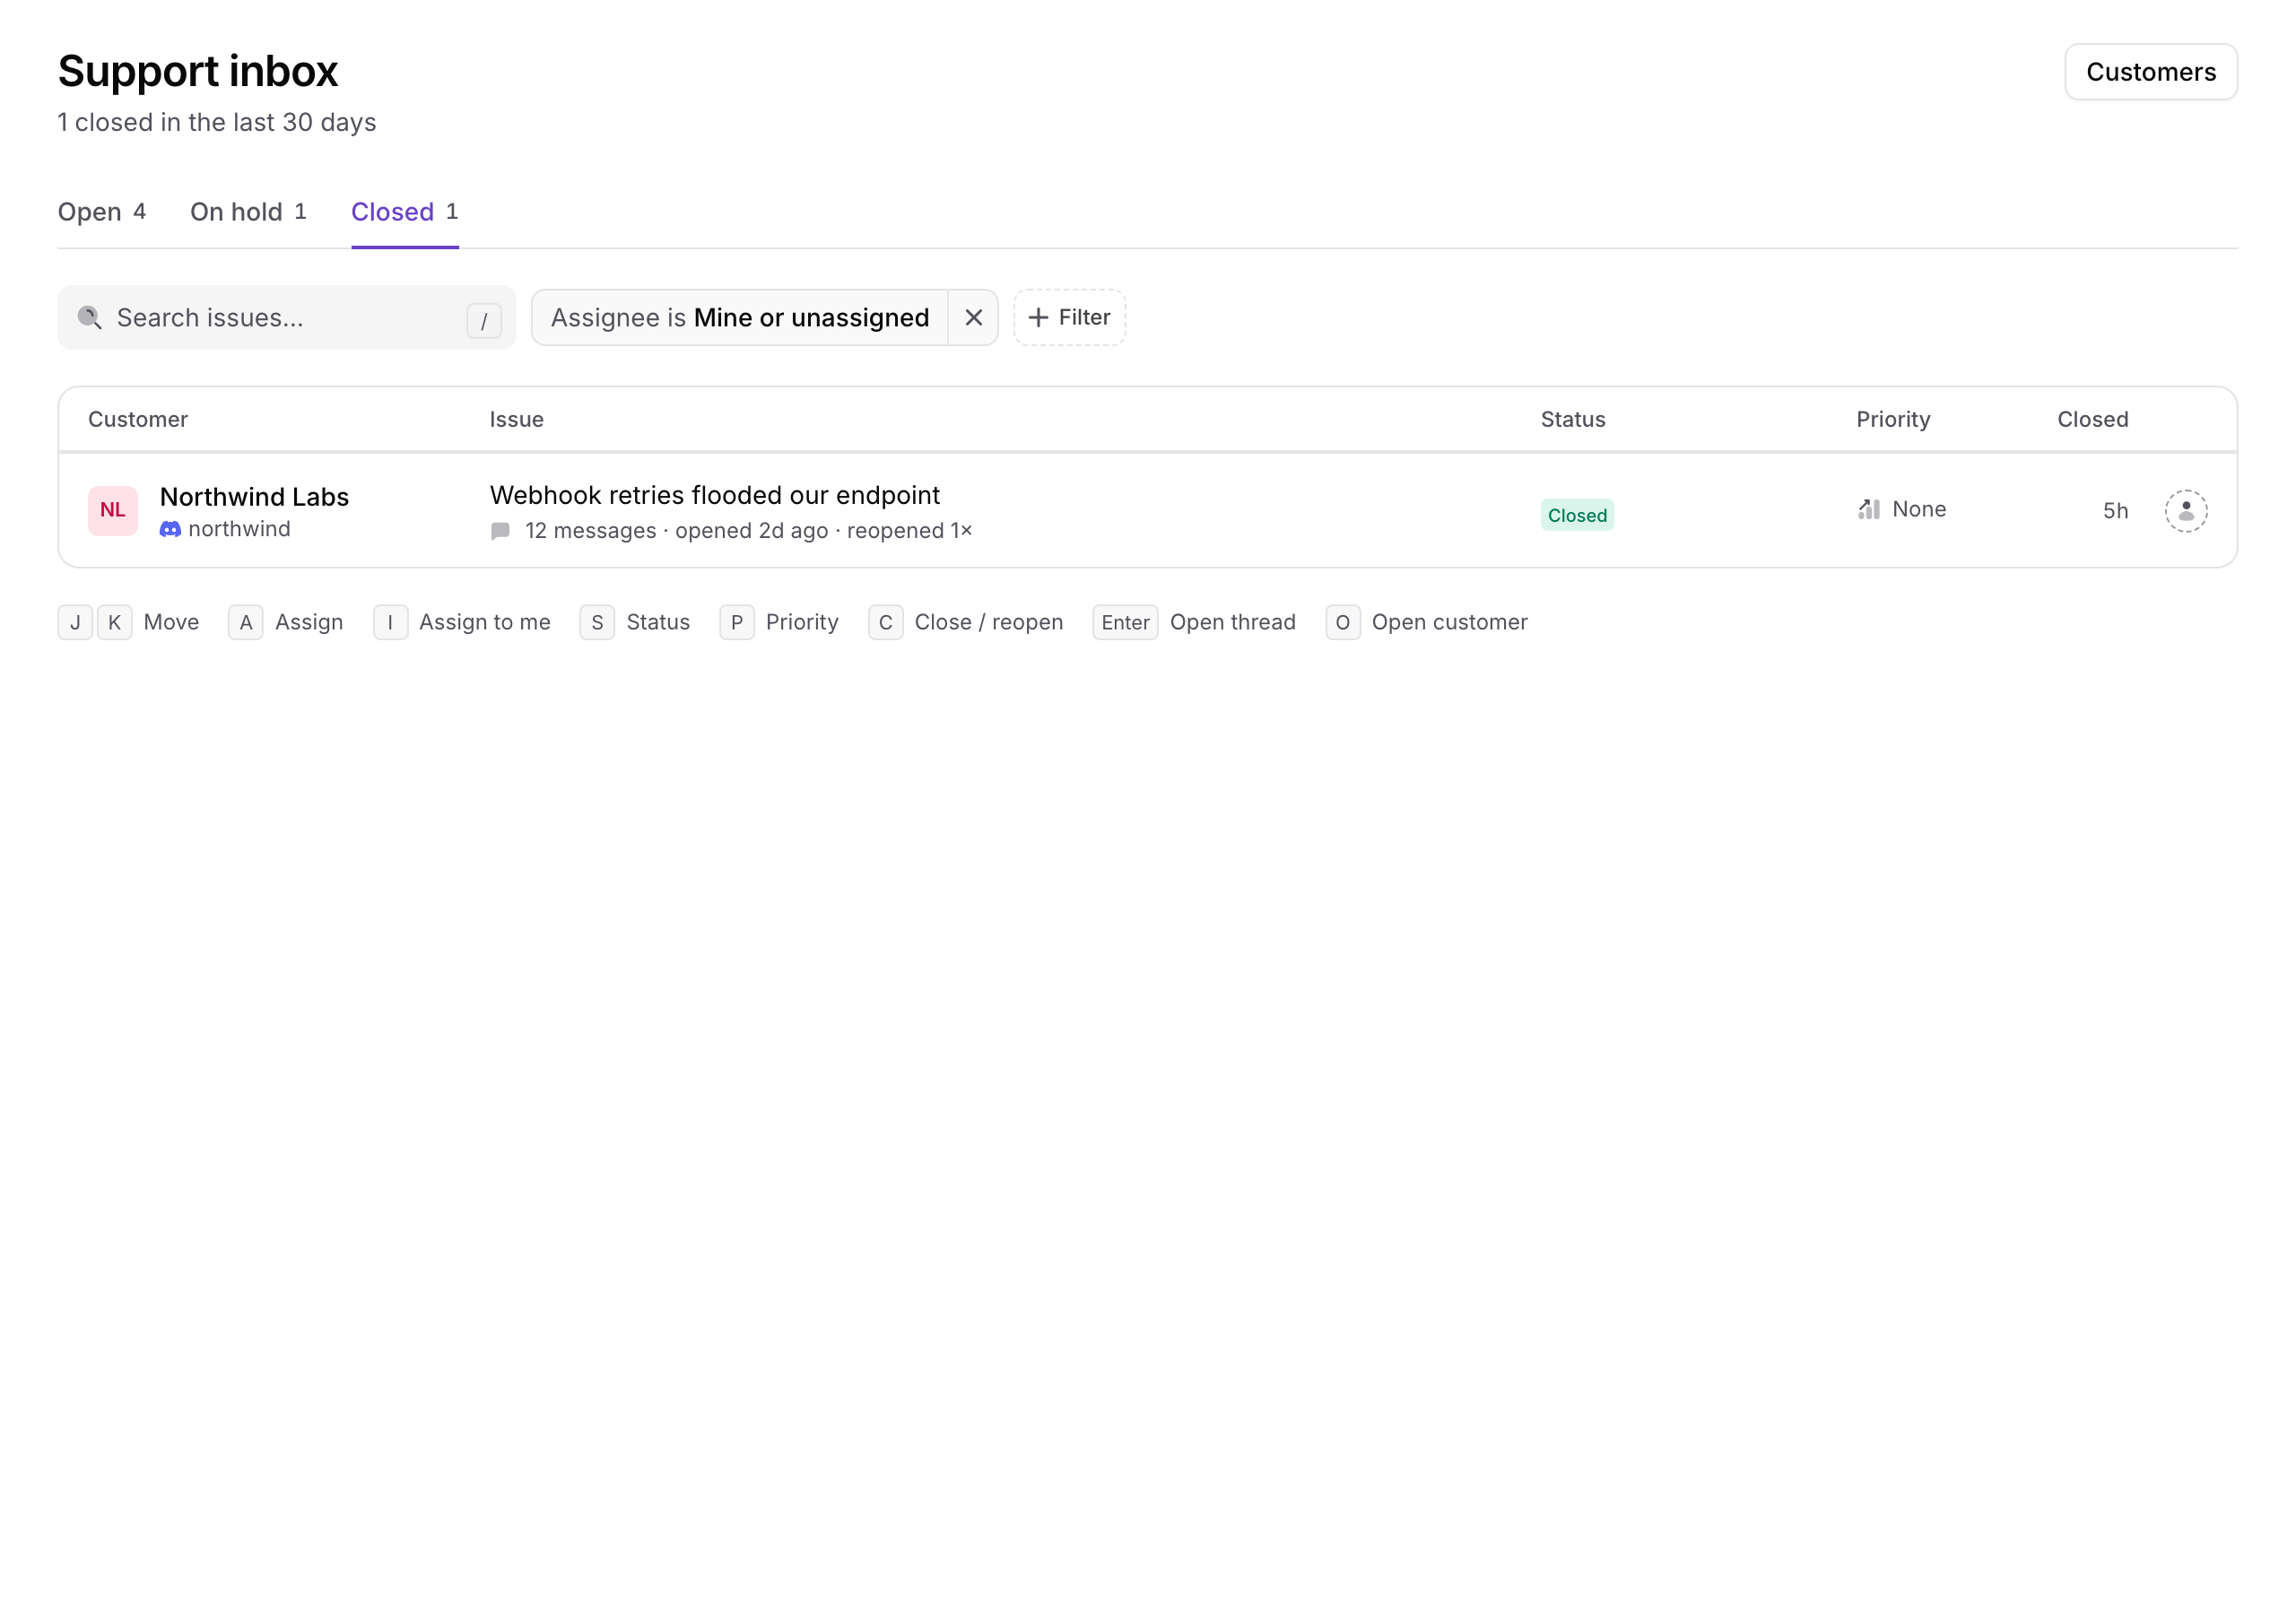 Support inbox
Customers
1 closed in the last 30 days
Open 4 On hold 1 Closed 1
Search issues... / Assignee is Mine or unassigned Filter
Customer Issue Status Priority Closed
NL Northwind Labs Webhook retries flooded our endpoint Closed None 5h
northwind 12 messages · opened 2d ago · reopened 1×
J K Move A Assign I Assign to me S Status P Priority C Close / reopen Enter Open thread O Open customer